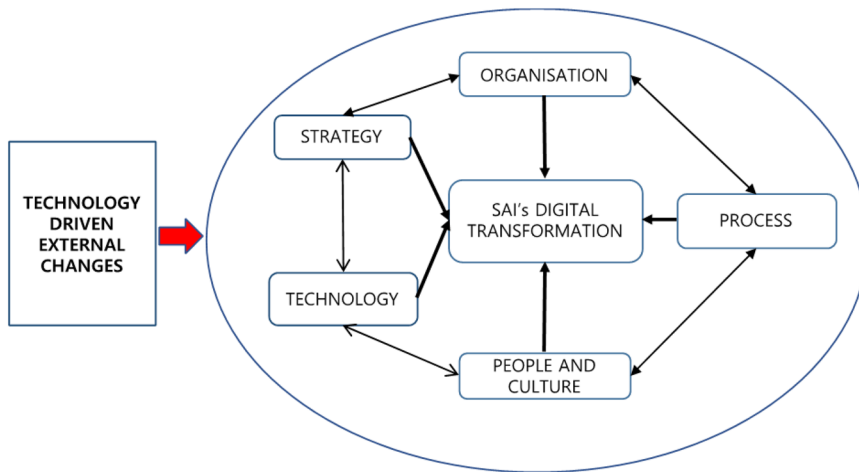 TECHNOLOGY
DRIVEN
EXTERNAL
CHANGES
ORGANISATION
STRATEGY
SAI's DIGITAL
TRANSFORMATION
PROCESS
TECHNOLOGY
PEOPLE AND
CULTURE